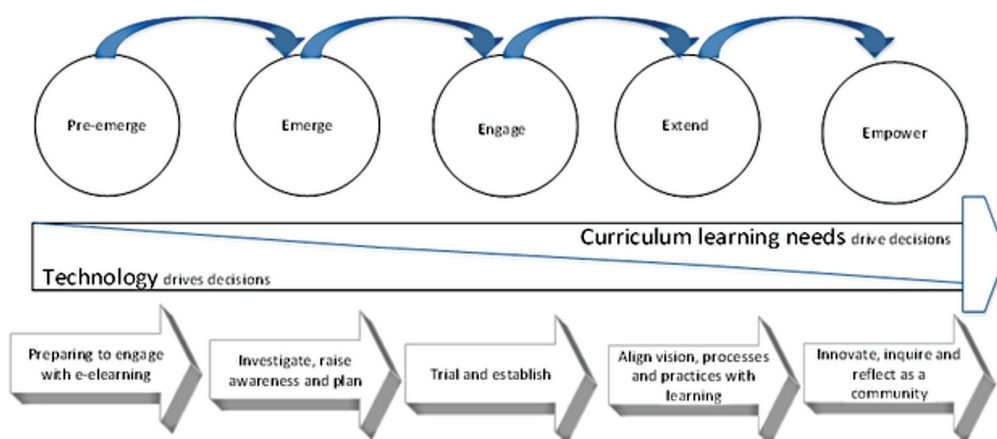 Pre-emerge
Emerge
Engage
Extend
Empower
Curriculum learning needs drive decisions
Technology drives decisions
Preparing to engage
with e-elearning
Investigate, raise
awareness and plan
Trial and establish
Align vision, processes
and practices with
learning
Innovate, inquire and
reflect as a
community